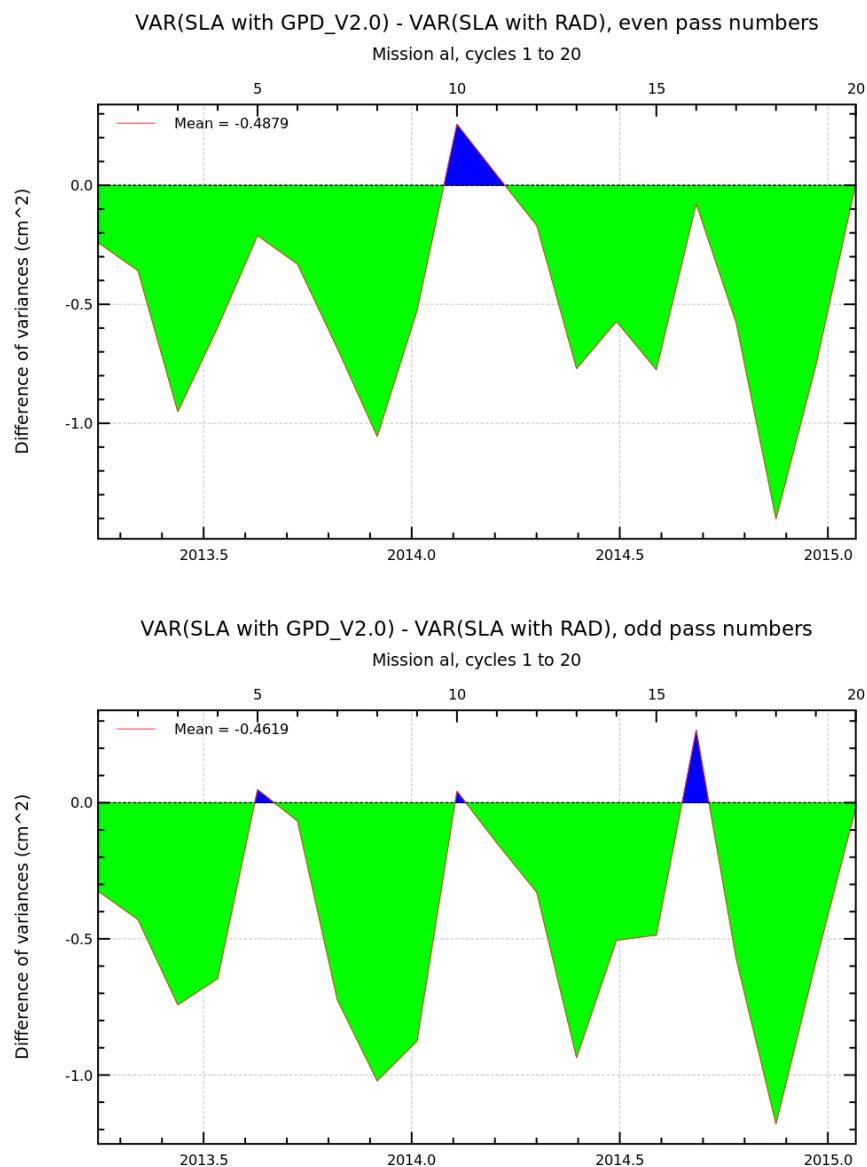 VAR(SLA with GPD_V2.0) - VAR(SLA with RAD), even pass numbers
Mission al, cycles 1 to 20
5 10 15 20
Mean = -0.4879
0.0
-0.5
-1.0
Difference of variances (cm^2)
2013.5 2014.0 2014.5 2015.0
VAR(SLA with GPD_V2.0) - VAR(SLA with RAD), odd pass numbers
Mission al, cycles 1 to 20
5 10 15 20
Mean = -0.4619
0.0
-0.5
-1.0
Difference of variances (cm^2)
2013.5 2014.0 2014.5 2015.0